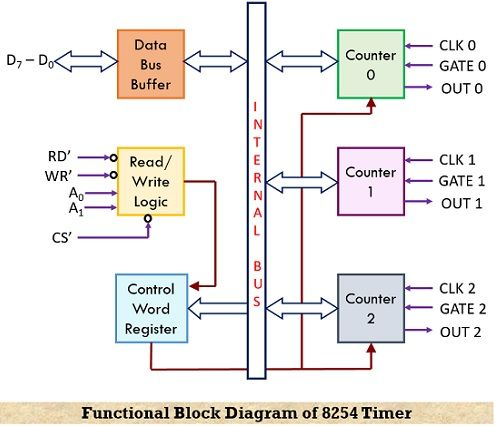 D7 – D0
Data
Bus
Buffer
INTERNAL BUS
Counter
0
CLK 0
GATE 0
OUT 0
RD'
WR'
A0
A1
CS'
Read/
Write
Logic
Counter
1
CLK 1
GATE 1
OUT 1
Control
Word
Register
Counter
2
CLK 2
GATE 2
OUT 2
Functional Block Diagram of 8254 Timer